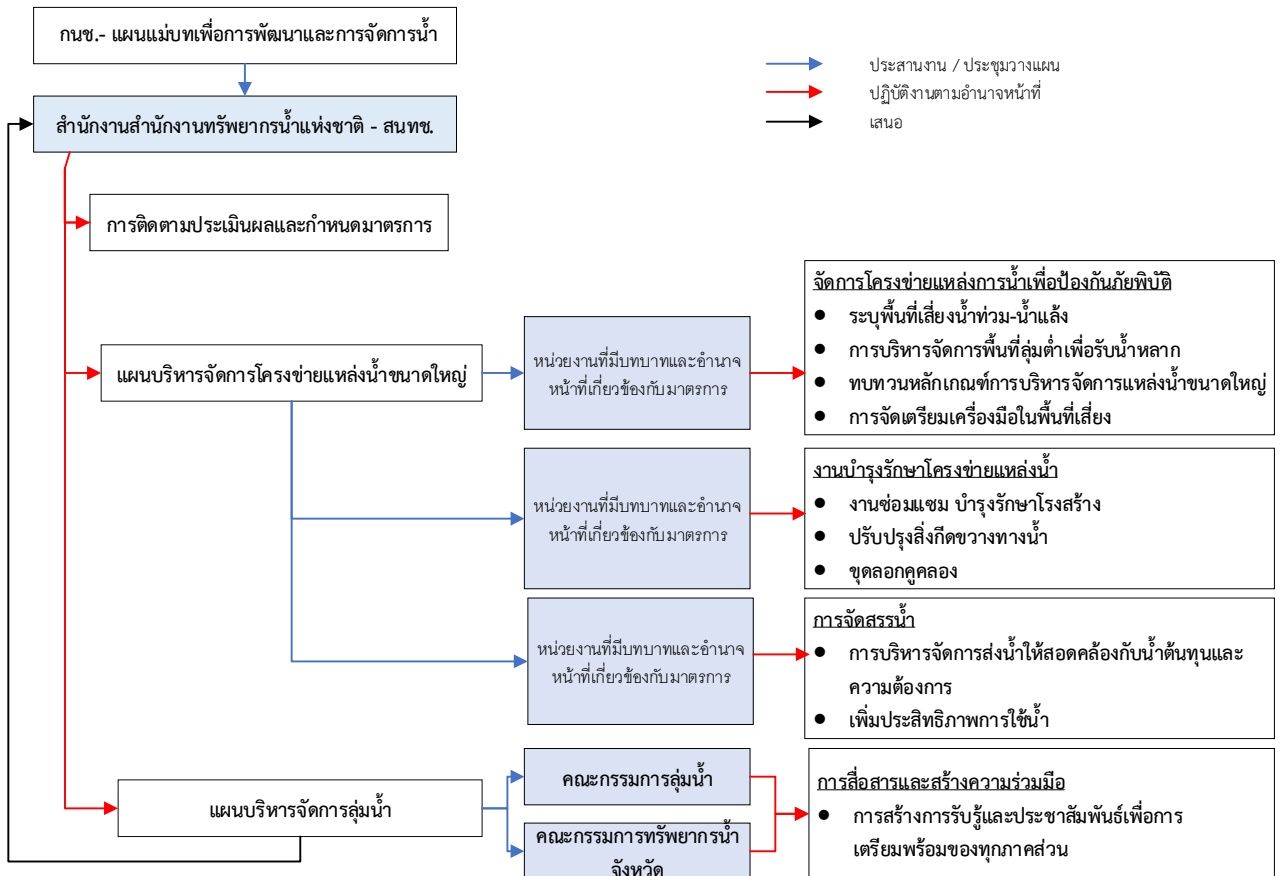 กนช.- แผนแม่บทเพื่อการพัฒนาและการจัดการน้ำ
ประสานงาน / ประชุมวางแผน
ปฏิบัติงานตามอำนาจหน้าที่
เสนอ
สำนักงานสำนักงานทรัพยากรน้ำแห่งชาติ - สนทช.
การติดตามประเมินผลและกำหนดมาตรการ
แผนบริหารจัดการโครงข่ายแหล่งน้ำขนาดใหญ่
หน่วยงานที่มีบทบาทและอำนาจ
หน้าที่เกี่ยวข้องกับมาตรการ
จัดการโครงข่ายแหล่งการน้ำเพื่อป้องกันภัยพิบัติ
● ระบุพื้นที่เสี่ยงน้ำท่วม-น้ำแล้ง
● การบริหารจัดการพื้นที่ลุ่มต่ำเพื่อรับน้ำหลาก
● ทบทวนหลักเกณฑ์การบริหารจัดการแหล่งน้ำขนาดใหญ่
● การจัดเตรียมเครื่องมือในพื้นที่เสี่ยง
หน่วยงานที่มีบทบาทและอำนาจ
หน้าที่เกี่ยวข้องกับมาตรการ
งานบำรุงรักษาโครงข่ายแหล่งน้ำ
● งานซ่อมแซม บำรุงรักษาโรงสร้าง
● ปรับปรุงสิ่งกีดขวางทางน้ำ
● ขุดลอกคูคลอง
หน่วยงานที่มีบทบาทและอำนาจ
หน้าที่เกี่ยวข้องกับมาตรการ
การจัดสรรน้ำ
● การบริหารจัดการส่งน้ำให้สอดคล้องกับน้ำต้นทุนและ
ความต้องการ
● เพิ่มประสิทธิภาพการใช้น้ำ
แผนบริหารจัดการลุ่มน้ำ
คณะกรรมการลุ่มน้ำ
คณะกรรมการทรัพยากรน้ำ
จังหวัด
การสื่อสารและสร้างความร่วมมือ
● การสร้างการรับรู้และประชาสัมพันธ์เพื่อการ
เตรียมพร้อมของทุกภาคส่วน